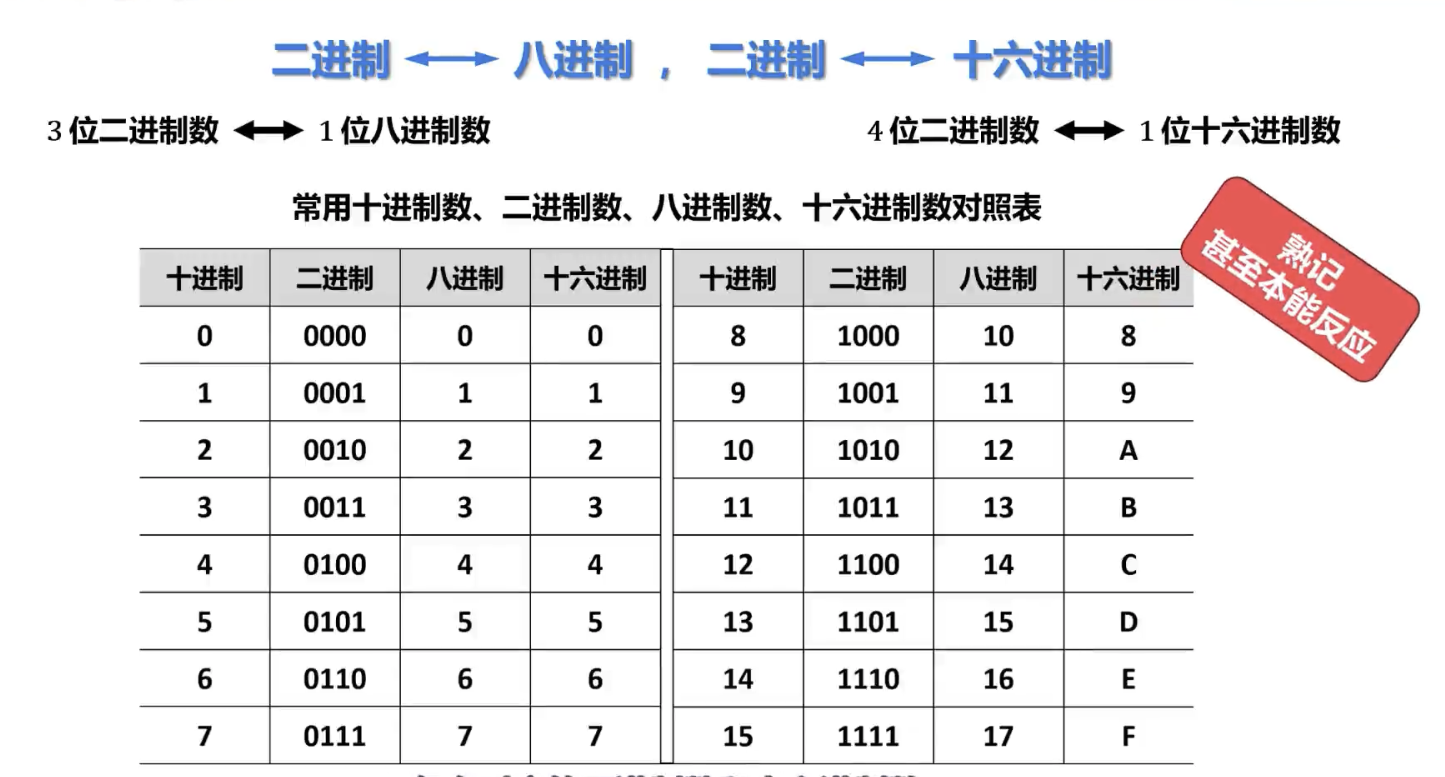 二进制 ⟷ 八进制 ， 二进制 ⟷ 十六进制
3 位二进制数 ⟷ 1 位八进制数
4 位二进制数 ⟷ 1 位十六进制数
常用十进制数、二进制数、八进制数、十六进制数对照表
熟记
甚至本能反应
十进制 二进制 八进制 十六进制 十进制 二进制 八进制 十六进制
0 0000 0 0 8 1000 10 8
1 0001 1 1 9 1001 11 9
2 0010 2 2 10 1010 12 A
3 0011 3 3 11 1011 13 B
4 0100 4 4 12 1100 14 C
5 0101 5 5 13 1101 15 D
6 0110 6 6 14 1110 16 E
7 0111 7 7 15 1111 17 F